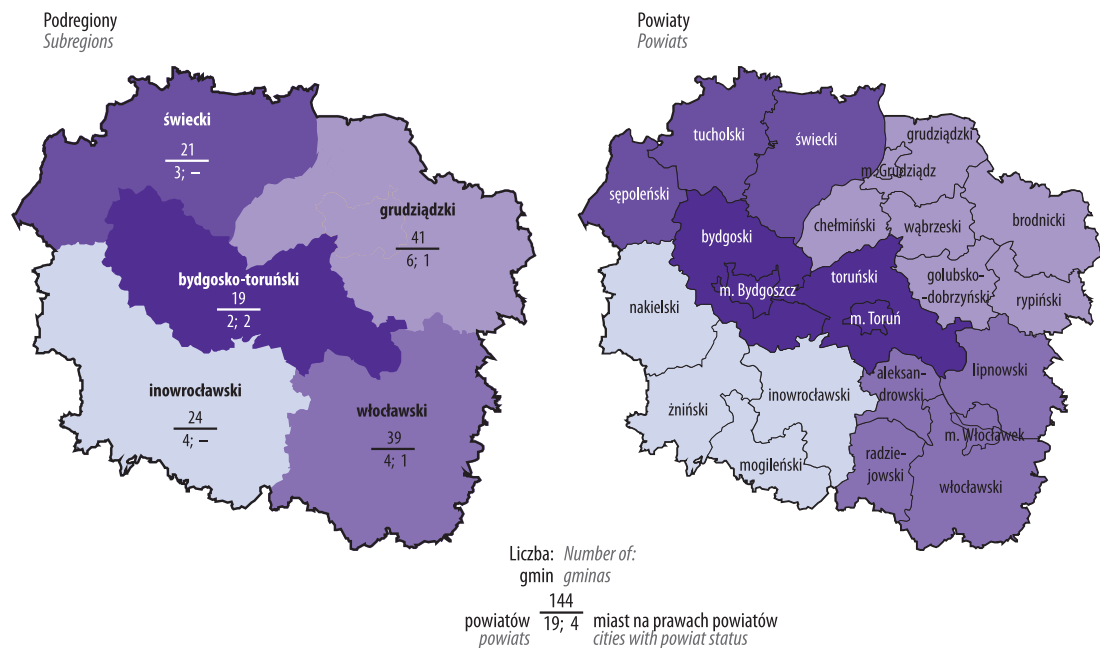 Podregiony
Subregions
świecki
21
3; –
grudziądzki
41
6; 1
bydgosko-toruński
19
2; 2
inowrocławski
24
4; –
włocławski
39
4; 1
Powiaty
Powiats
tucholski
świecki
grudziądzki
m. Grudziądz
sępoleński
chełmiński
wąbrzeski
brodnicki
bydgoski
toruński
golubsko-
-dobrzyński
rypiński
m. Bydgoszcz
nakielski
m. Toruń
aleksan-
drowski
lipnowski
żniński
inowrocławski
m. Włocławek
mogileński
radzie-
jowski
włocławski
Liczba: Number of:
gmin gminas
144
powiatów 19; 4 miast na prawach powiatów
powiats cities with powiat status